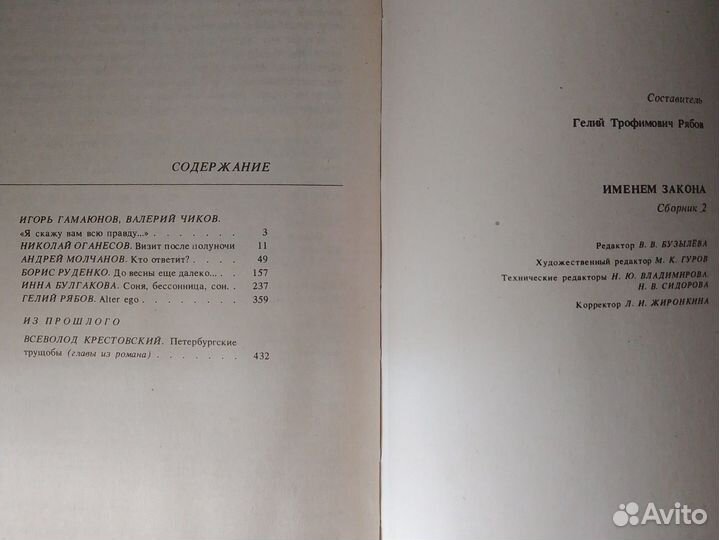 СОДЕРЖАНИЕ
ИГОРЬ ГАМАЮНОВ, ВАЛЕРИЙ ЧИКОВ.
«Я скажу вам всю правду...» . . . . . . . 3
НИКОЛАЙ ОГАНЕСОВ. Визит после полуночи 11
АНДРЕЙ МОЛЧАНОВ. Кто ответит? . . . . 49
БОРИС РУДЕНКО. До весны еще далеко... . 157
ИННА БУЛГАКОВА. Соня, бессонница, сон. . 237
ГЕЛИЙ РЯБОВ. Alter ego . . . . . . . . 359
ИЗ ПРОШЛОГО
ВСЕВОЛОД КРЕСТОВСКИЙ. Петербургские
трущобы (главы из романа) . . . . . . . 432
Составитель
Гелий Трофимович Рябов
ИМЕНЕМ ЗАКОНА
Сборник 2
Редактор В. В. БУЗЫЛЁВА
Художественный редактор М. К. ГУРОВ
Технические редакторы Н. Ю. ВЛАДИМИРОВА,
Н. В. СИДОРОВА
Корректор Л. И. ЖИРОНКИНА
Avito